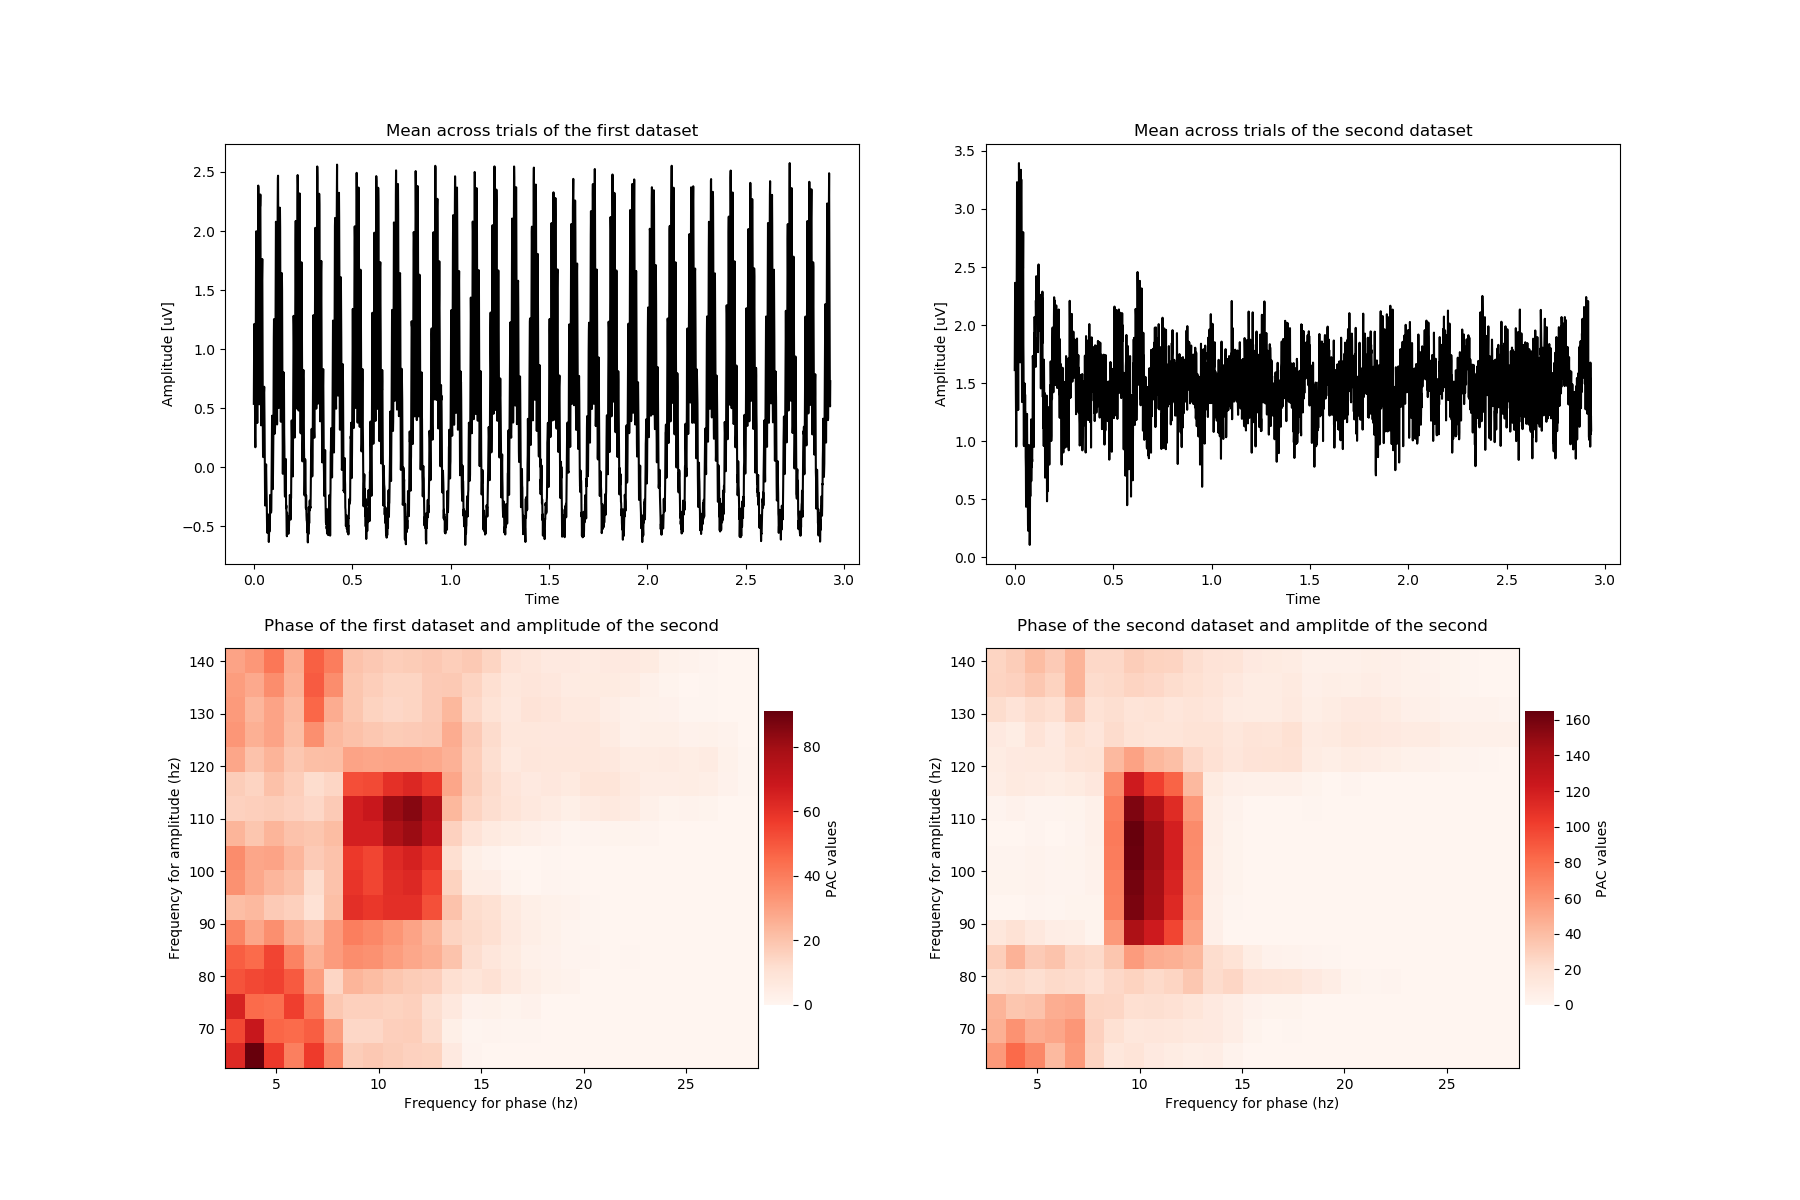 Mean across trials of the first dataset
Amplitude [uV]
2.5
2.0
1.5
1.0
0.5
0.0
−0.5
0.0 0.5 1.0 1.5 2.0 2.5 3.0
Time
Mean across trials of the second dataset
Amplitude [uV]
3.5
3.0
2.5
2.0
1.5
1.0
0.5
0.0
0.0 0.5 1.0 1.5 2.0 2.5 3.0
Time
Phase of the first dataset and amplitude of the second
Frequency for amplitude (hz)
140
130
120
110
100
90
80
70
5 10 15 20 25
Frequency for phase (hz)
80
60
40
20
0
PAC values
Phase of the second dataset and amplitde of the second
Frequency for amplitude (hz)
140
130
120
110
100
90
80
70
5 10 15 20 25
Frequency for phase (hz)
160
140
120
100
80
60
40
20
0
PAC values